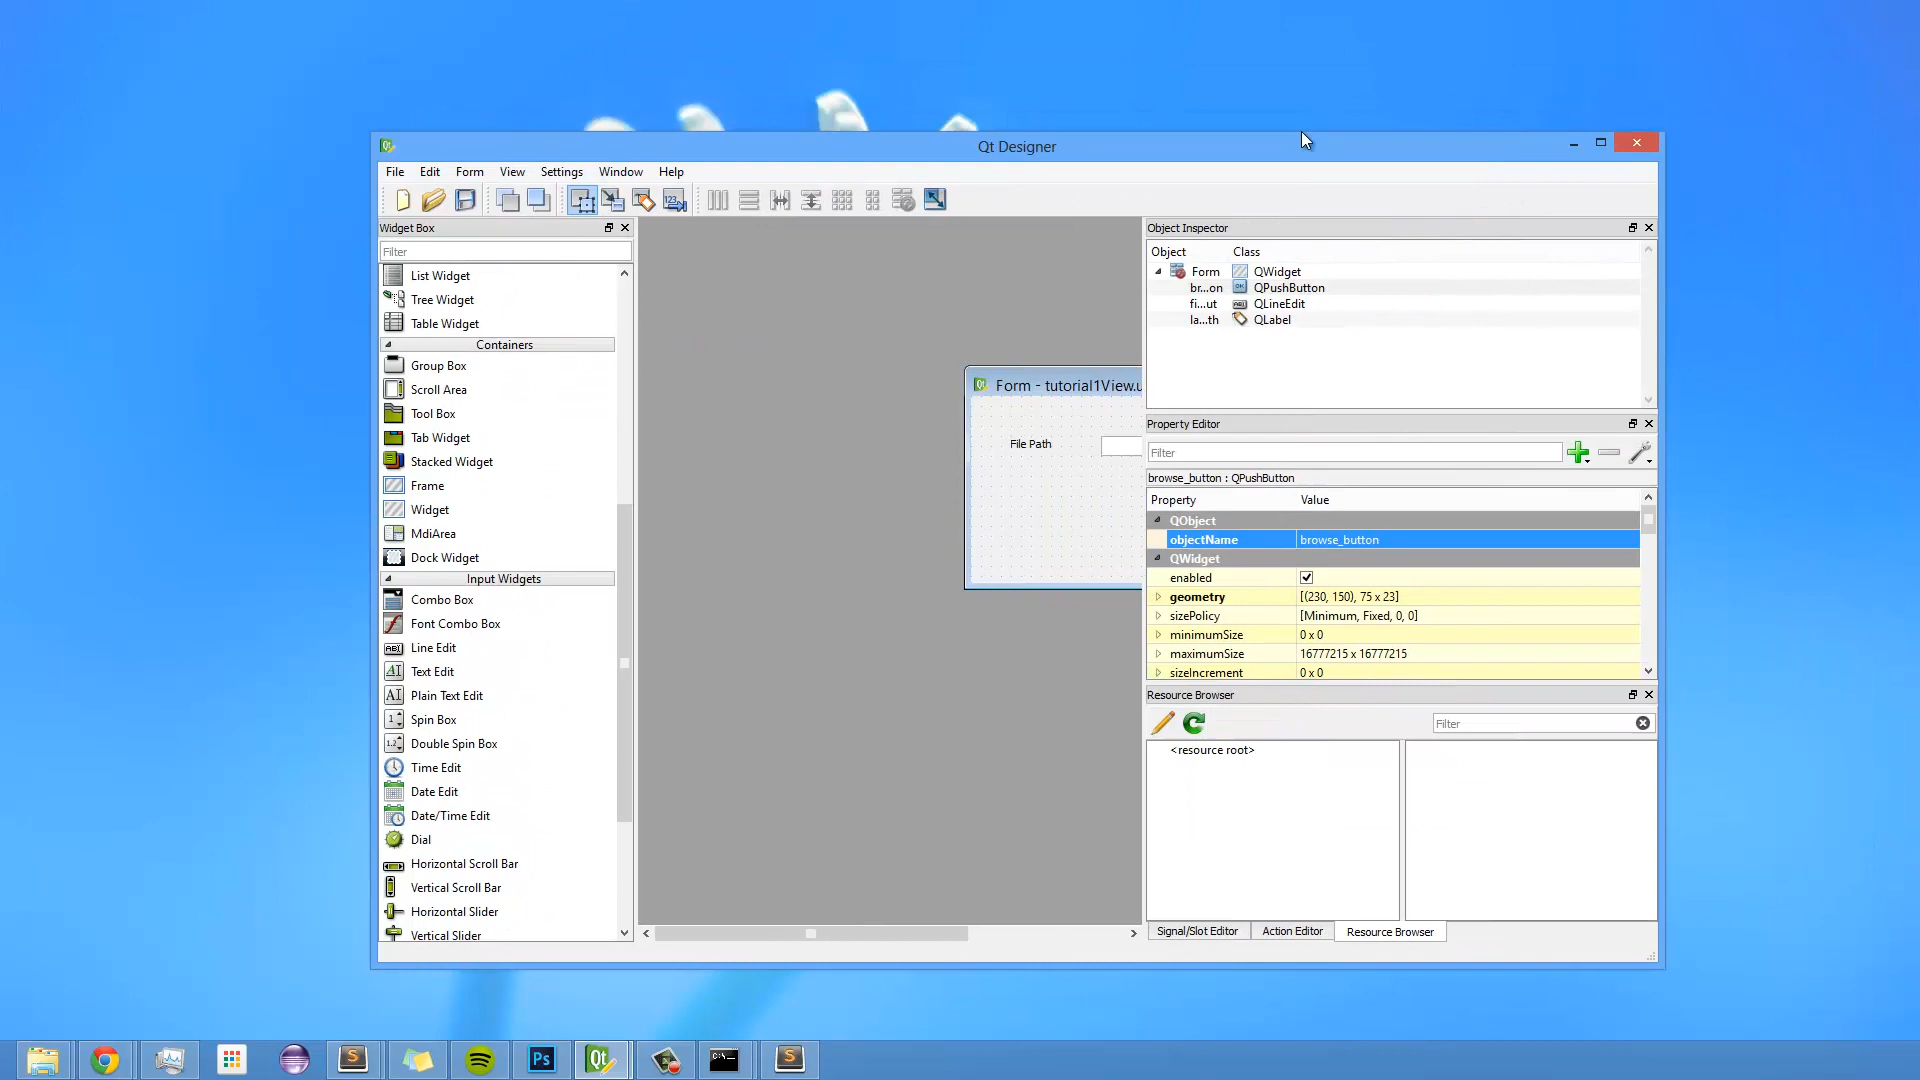 Qt Designer
File Edit Form View Settings Window Help
Widget Box
Filter
List Widget
Tree Widget
Table Widget
Containers
Group Box
Scroll Area
Tool Box
Tab Widget
Stacked Widget
Frame
Widget
MdiArea
Dock Widget
Input Widgets
Combo Box
Font Combo Box
Line Edit
Text Edit
Plain Text Edit
Spin Box
Double Spin Box
Time Edit
Date Edit
Date/Time Edit
Dial
Horizontal Scroll Bar
Vertical Scroll Bar
Horizontal Slider
Vertical Slider
Form - tutorial1View.u
File Path
Object Inspector
Object Class
Form QWidget
br...on QPushButton
fi...ut QLineEdit
la...th QLabel
Property Editor
Filter
browse_button : QPushButton
Property Value
QObject
objectName browse_button
QWidget
enabled
geometry [(230, 150), 75 x 23]
sizePolicy [Minimum, Fixed, 0, 0]
minimumSize 0 x 0
maximumSize 16777215 x 16777215
sizeIncrement 0 x 0
Resource Browser
Filter
<resource root>
Signal/Slot Editor Action Editor Resource Browser
Ps Qt C:\